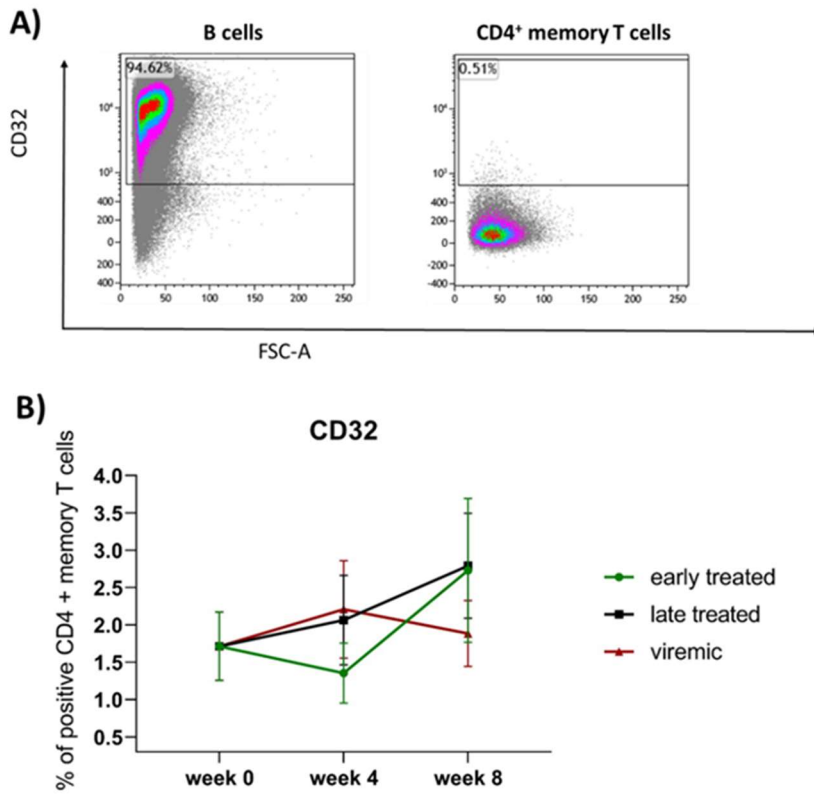 A)
B cells
CD4⁺ memory T cells
CD32
94.62%
10⁴
10³
400
200
0
200
400
0 50 100 150 200 250
0.51%
10⁴
10³
400
200
0
-200
-400
0 50 100 150 200 250
FSC-A
B)
CD32
% of positive CD4 + memory T cells
4.0
3.5
3.0
2.5
2.0
1.5
1.0
0.5
week 0 week 4 week 8
early treated
late treated
viremic